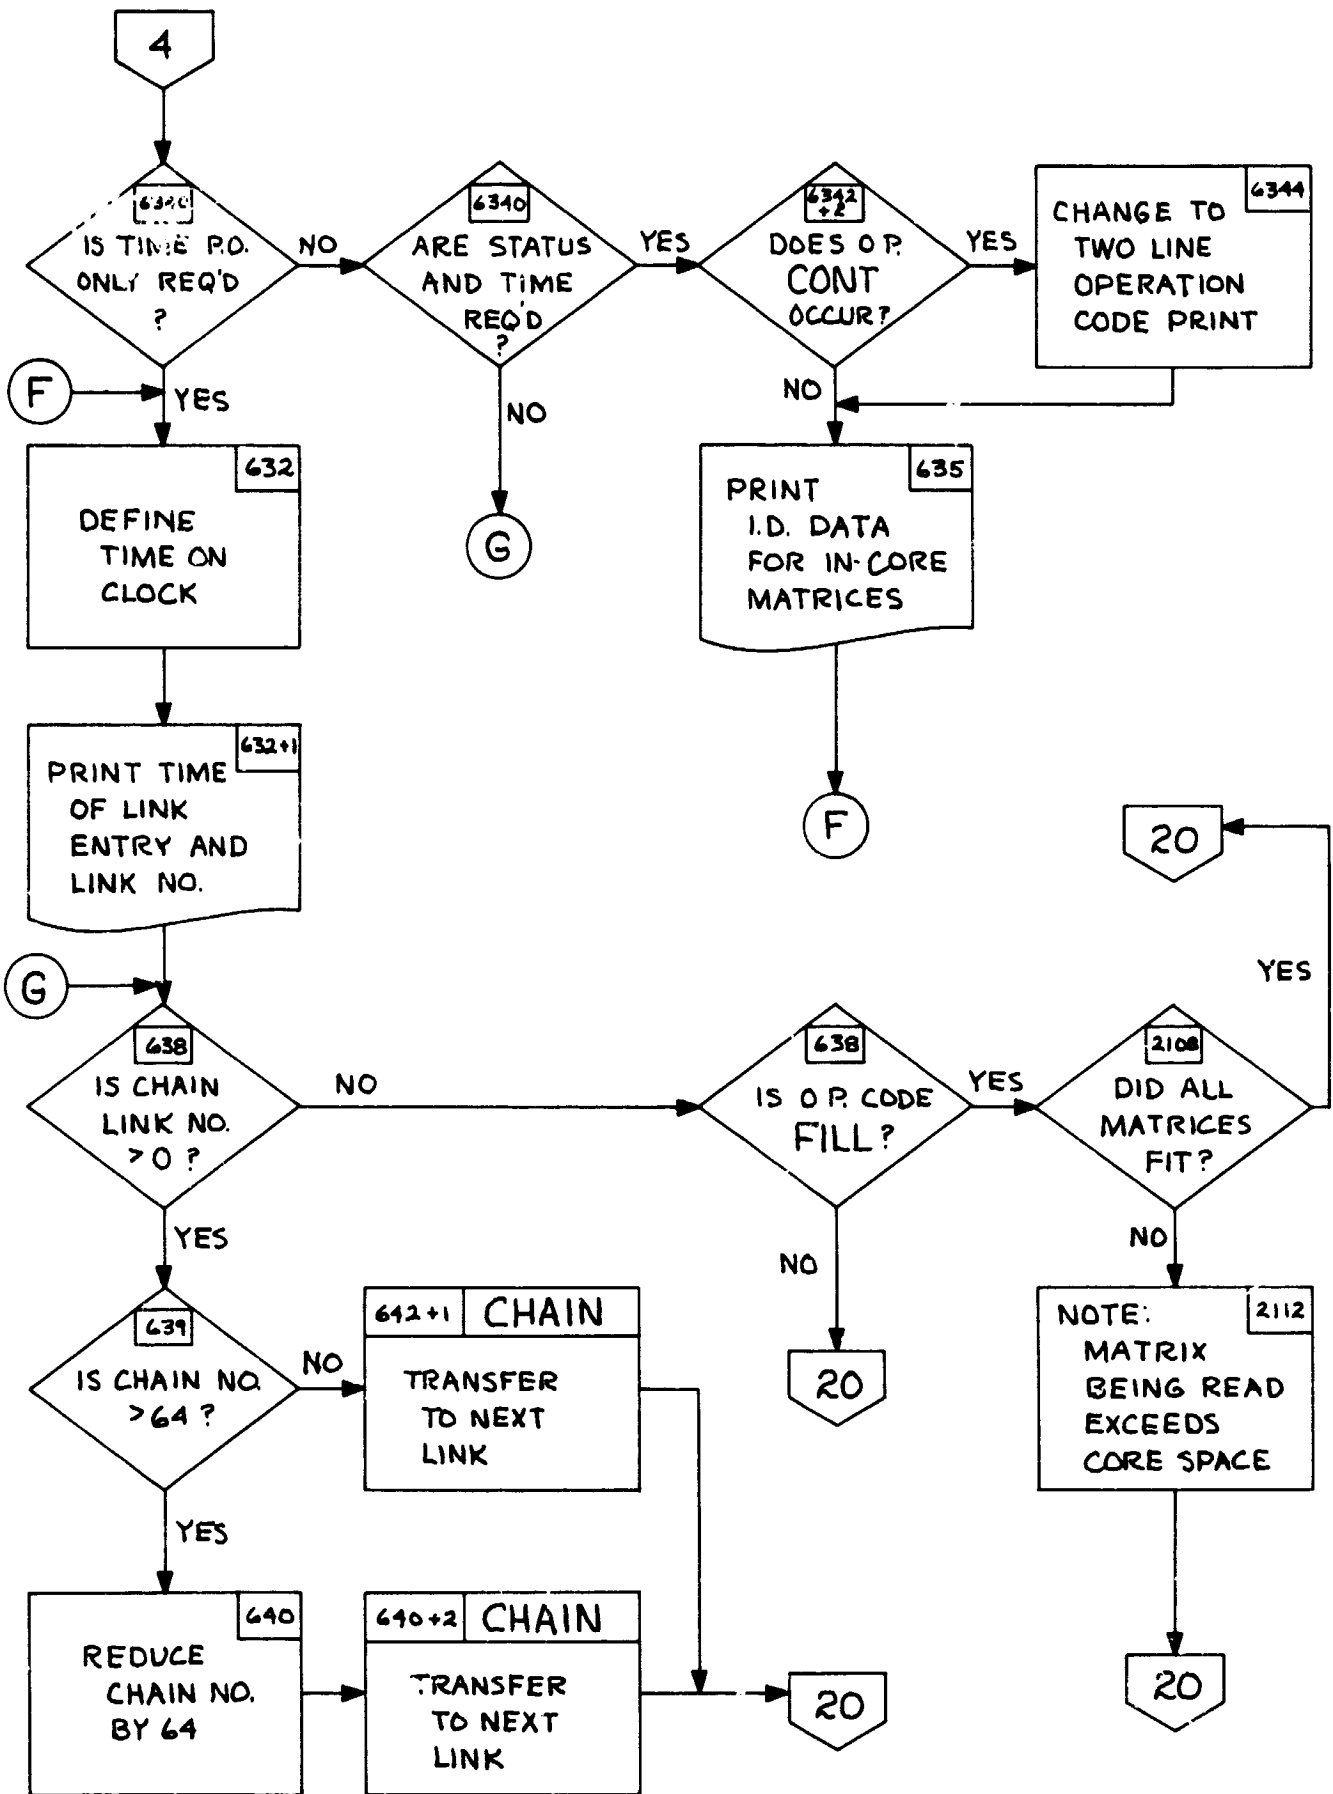 4
IS TIME P.O.
ONLY REQ'D
?
NO
YES
6340
ARE STATUS
AND TIME
REQ'D
?
YES
NO
6342
+2
DOES OP.
CONT
OCCUR?
YES
NO
6344
CHANGE TO
TWO LINE
OPERATION
CODE PRINT
F
632
DEFINE
TIME ON
CLOCK
G
635
PRINT
I.D. DATA
FOR IN-CORE
MATRICES
632+1
PRINT TIME
OF LINK
ENTRY AND
LINK NO.
F
20
YES
G
638
IS CHAIN
LINK NO.
>0 ?
NO
YES
638
IS OP. CODE
FILL?
YES
NO
2108
DID ALL
MATRICES
FIT?
NO
639
IS CHAIN NO.
>64 ?
NO
YES
642+1 CHAIN
TRANSFER
TO NEXT
LINK
20
2112
NOTE:
MATRIX
BEING READ
EXCEEDS
CORE SPACE
640
REDUCE
CHAIN NO.
BY 64
640+2 CHAIN
TRANSFER
TO NEXT
LINK
20
20